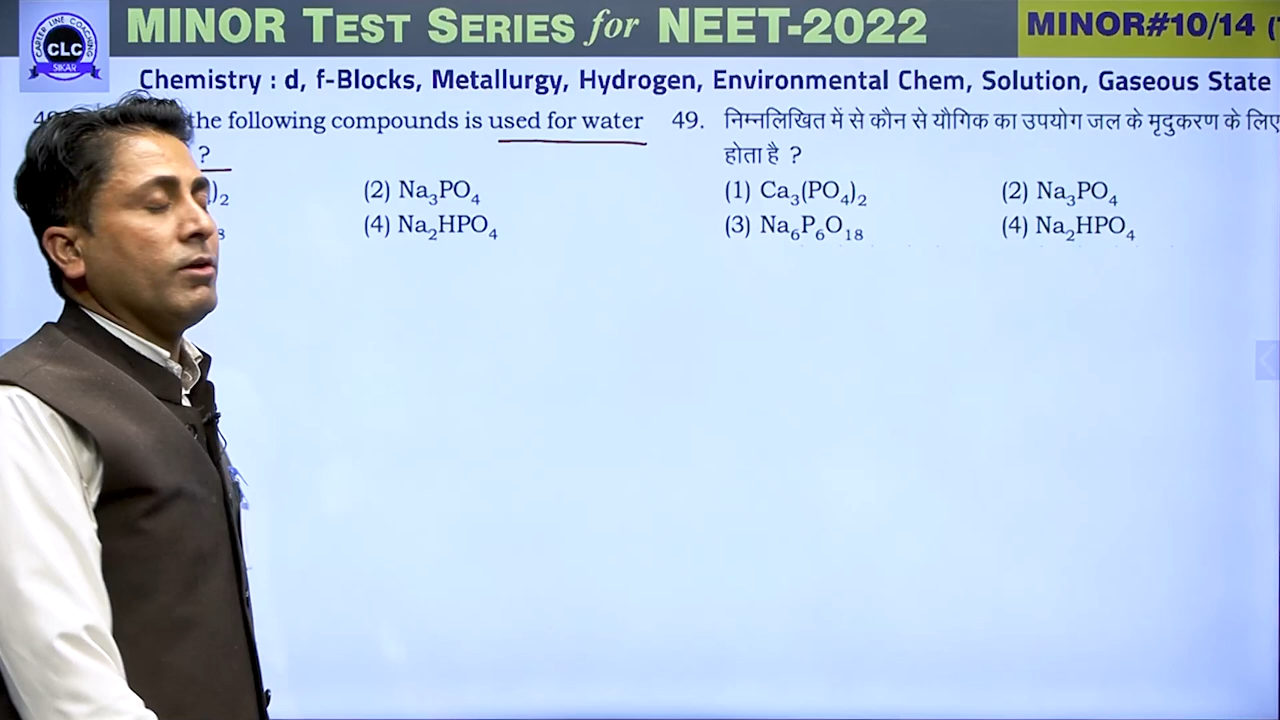 CAREER LINE COACHING
CLC
SIKAR
MINOR TEST SERIES for NEET-2022
MINOR#10/14 (
Chemistry : d, f-Blocks, Metallurgy, Hydrogen, Environmental Chem, Solution, Gaseous State
the following compounds is used for water
?
)₂
(2) Na₃PO₄
₈
(4) Na₂HPO₄
49. निम्नलिखित में से कौन से यौगिक का उपयोग जल के मृदुकरण के लिए
होता है ?
(1) Ca₃(PO₄)₂ (2) Na₃PO₄
(3) Na₆P₆O₁₈ (4) Na₂HPO₄